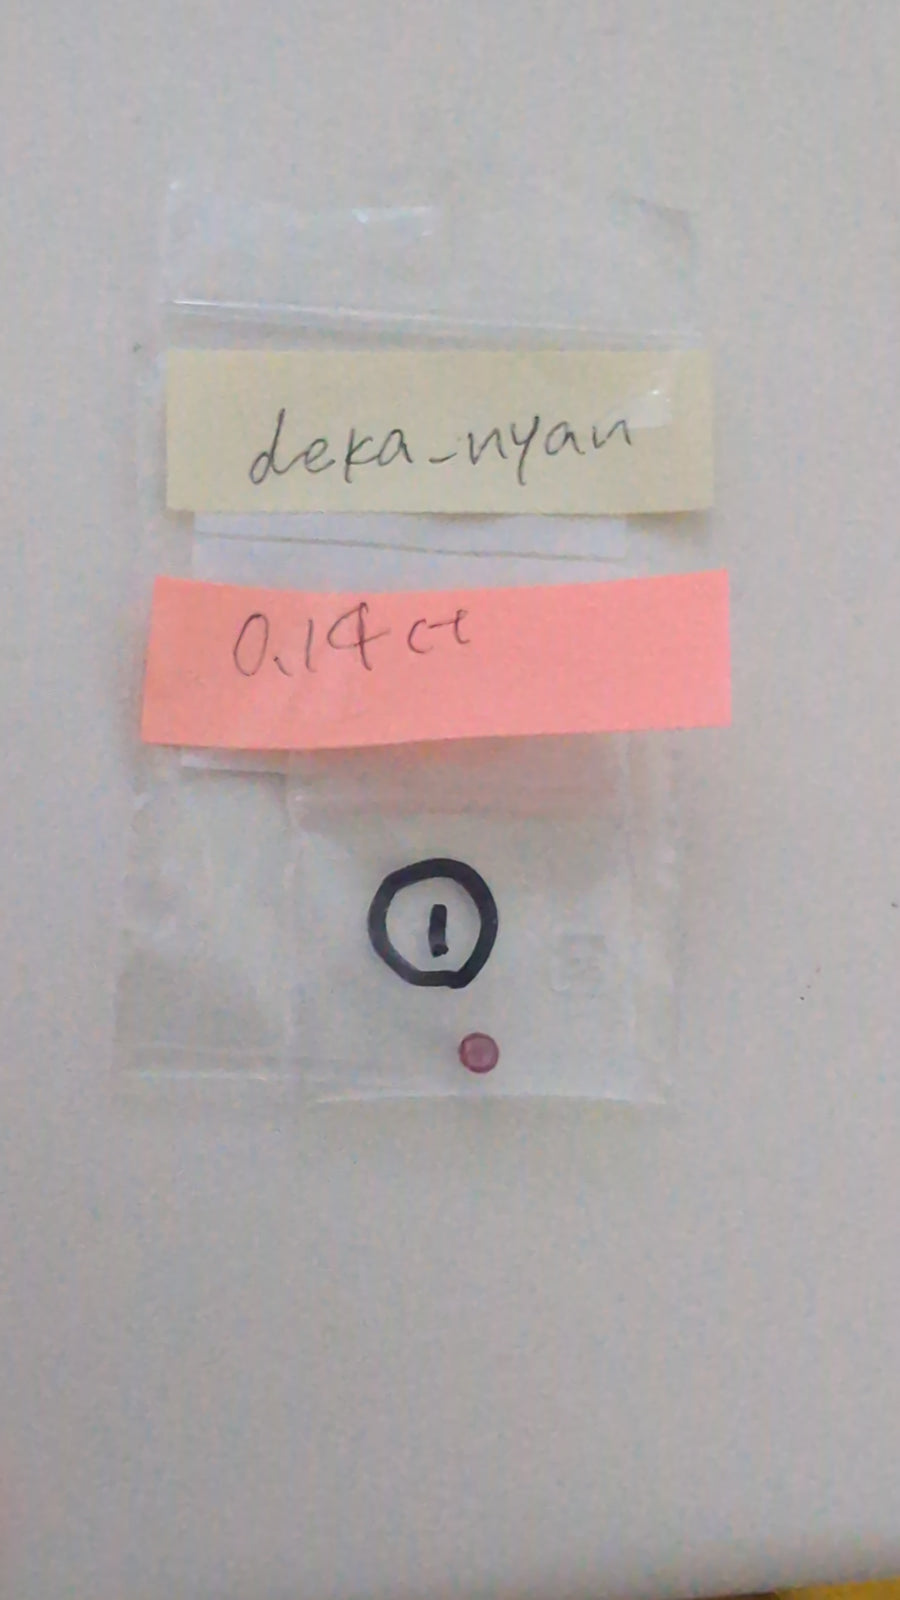 deka_nyan
0.14ct
①